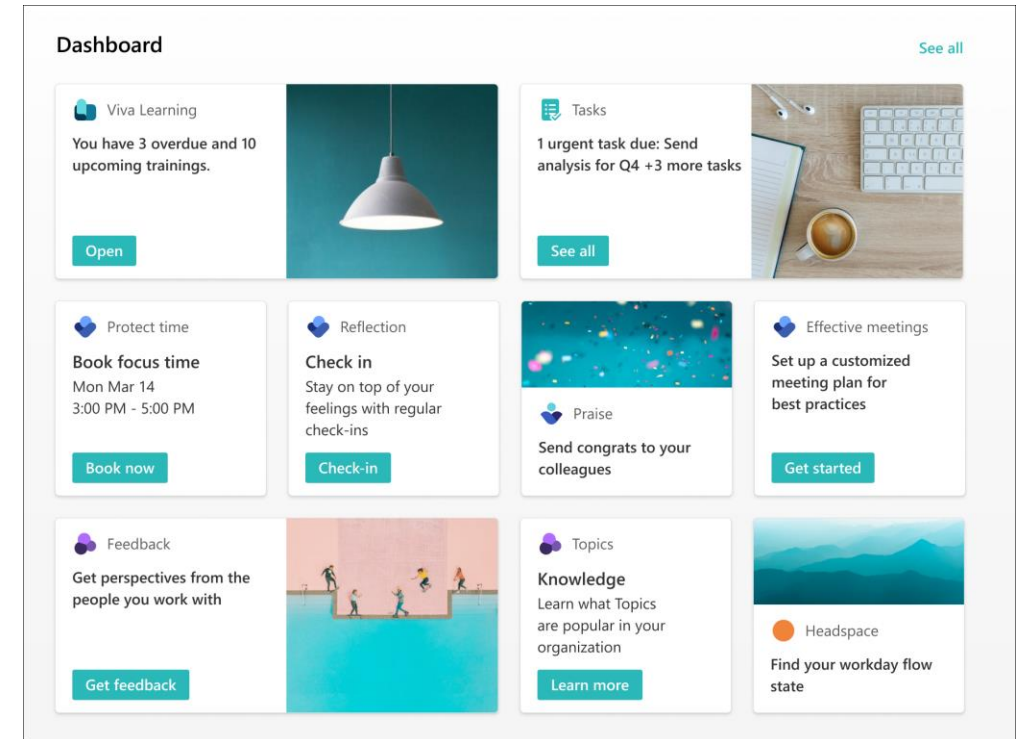 Dashboard
See all
Viva Learning
You have 3 overdue and 10
upcoming trainings.
Open
Tasks
1 urgent task due: Send
analysis for Q4 +3 more tasks
See all
Protect time
Book focus time
Mon Mar 14
3:00 PM - 5:00 PM
Book now
Reflection
Check in
Stay on top of your
feelings with regular
check-ins
Check-in
Praise
Send congrats to your
colleagues
Effective meetings
Set up a customized
meeting plan for
best practices
Get started
Feedback
Get perspectives from the
people you work with
Get feedback
Topics
Knowledge
Learn what Topics
are popular in your
organization
Learn more
Headspace
Find your workday flow
state